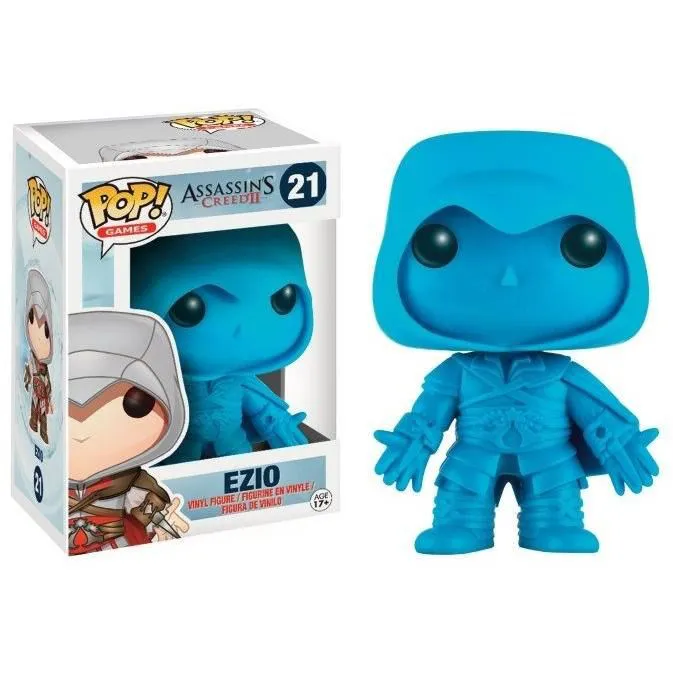 POP!
GAMES
POP!
GAMES
ASSASSIN'S
CREED II
21
EZIO
21
EZIO
VINYL FIGURE / FIGURINE EN VINYLE /
FIGURA DE VINILO
AGE
17+